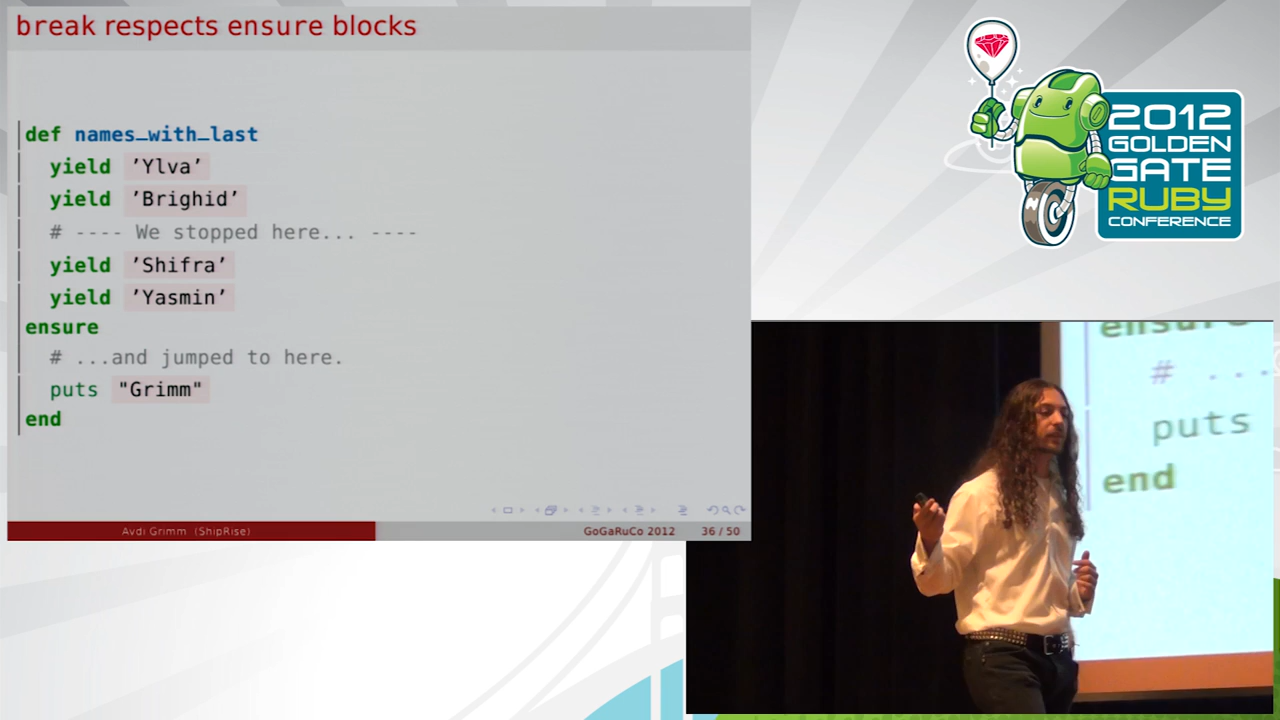 break respects ensure blocks
def names_with_last
yield ’Ylva’
yield ’Brighid’
# ---- We stopped here... ----
yield ’Shifra’
yield ’Yasmin’
ensure
# ...and jumped to here.
puts "Grimm"
end
Avdi Grimm (ShipRise)
GoGaRuCo 2012
36 / 50
2012
GOLDEN
GATE
RUBY
CONFERENCE
ensure
# ...
puts
end